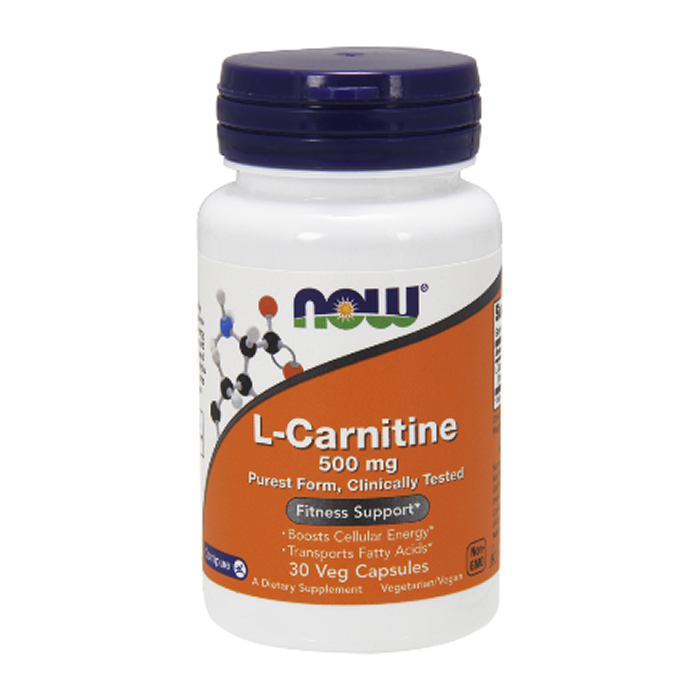 now®
L-Carnitine
500 mg
Purest Form, Clinically Tested
Fitness Support*
• Boosts Cellular Energy*
• Transports Fatty Acids*
30 Veg Capsules
A Dietary Supplement Vegetarian/Vegan
Non-
GMO